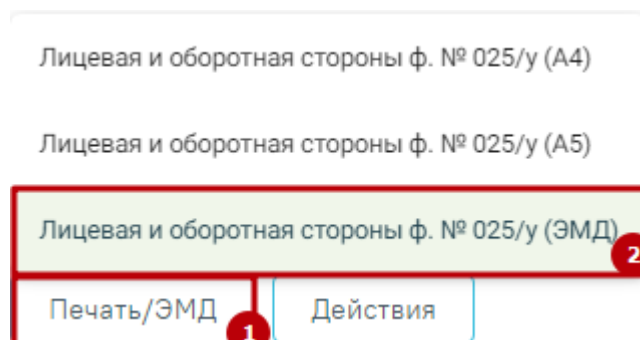 Лицевая и оборотная стороны ф. № 025/у (А4)
Лицевая и оборотная стороны ф. № 025/у (А5)
Лицевая и оборотная стороны ф. № 025/у (ЭМД)
2
Печать/ЭМД
1
Действия